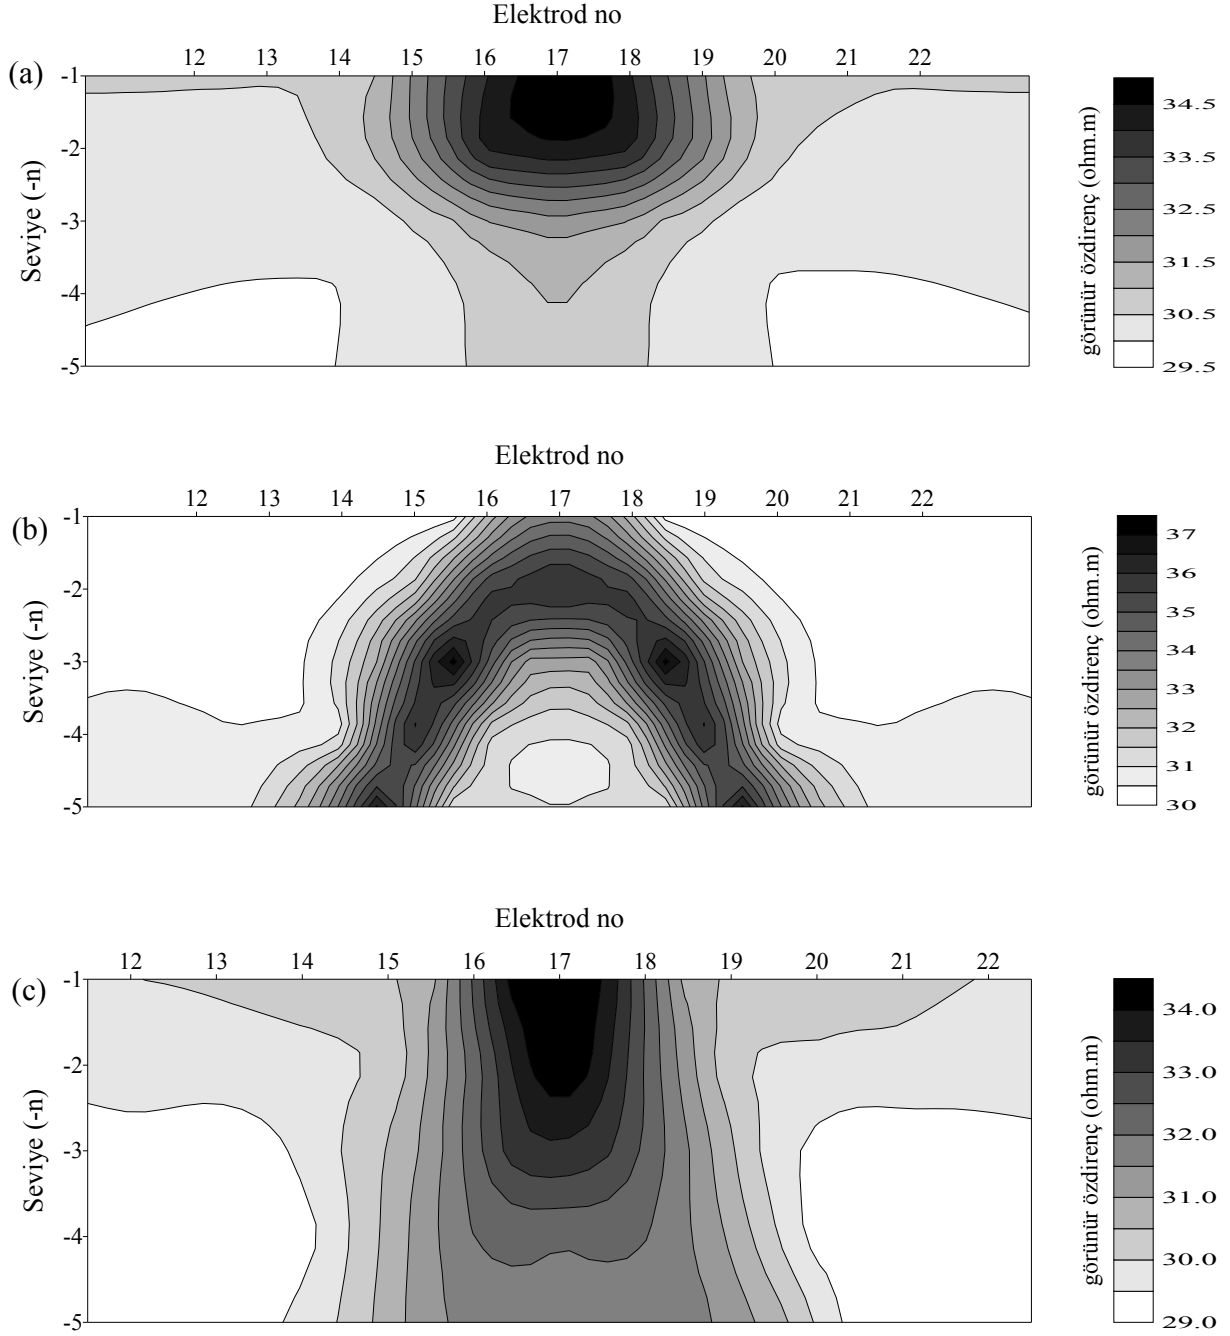 Elektrod no
12 13 14 15 16 17 18 19 20 21 22
(a)
-1
-2
-3
-4
-5
Seviye (-n)
görünür özdirenç (ohm.m)
34.5
33.5
32.5
31.5
30.5
29.5
Elektrod no
12 13 14 15 16 17 18 19 20 21 22
(b)
-1
-2
-3
-4
-5
Seviye (-n)
görünür özdirenç (ohm.m)
37
36
35
34
33
32
31
30
Elektrod no
12 13 14 15 16 17 18 19 20 21 22
(c)
-1
-2
-3
-4
-5
Seviye (-n)
görünür özdirenç (ohm.m)
34.0
33.0
32.0
31.0
30.0
29.0